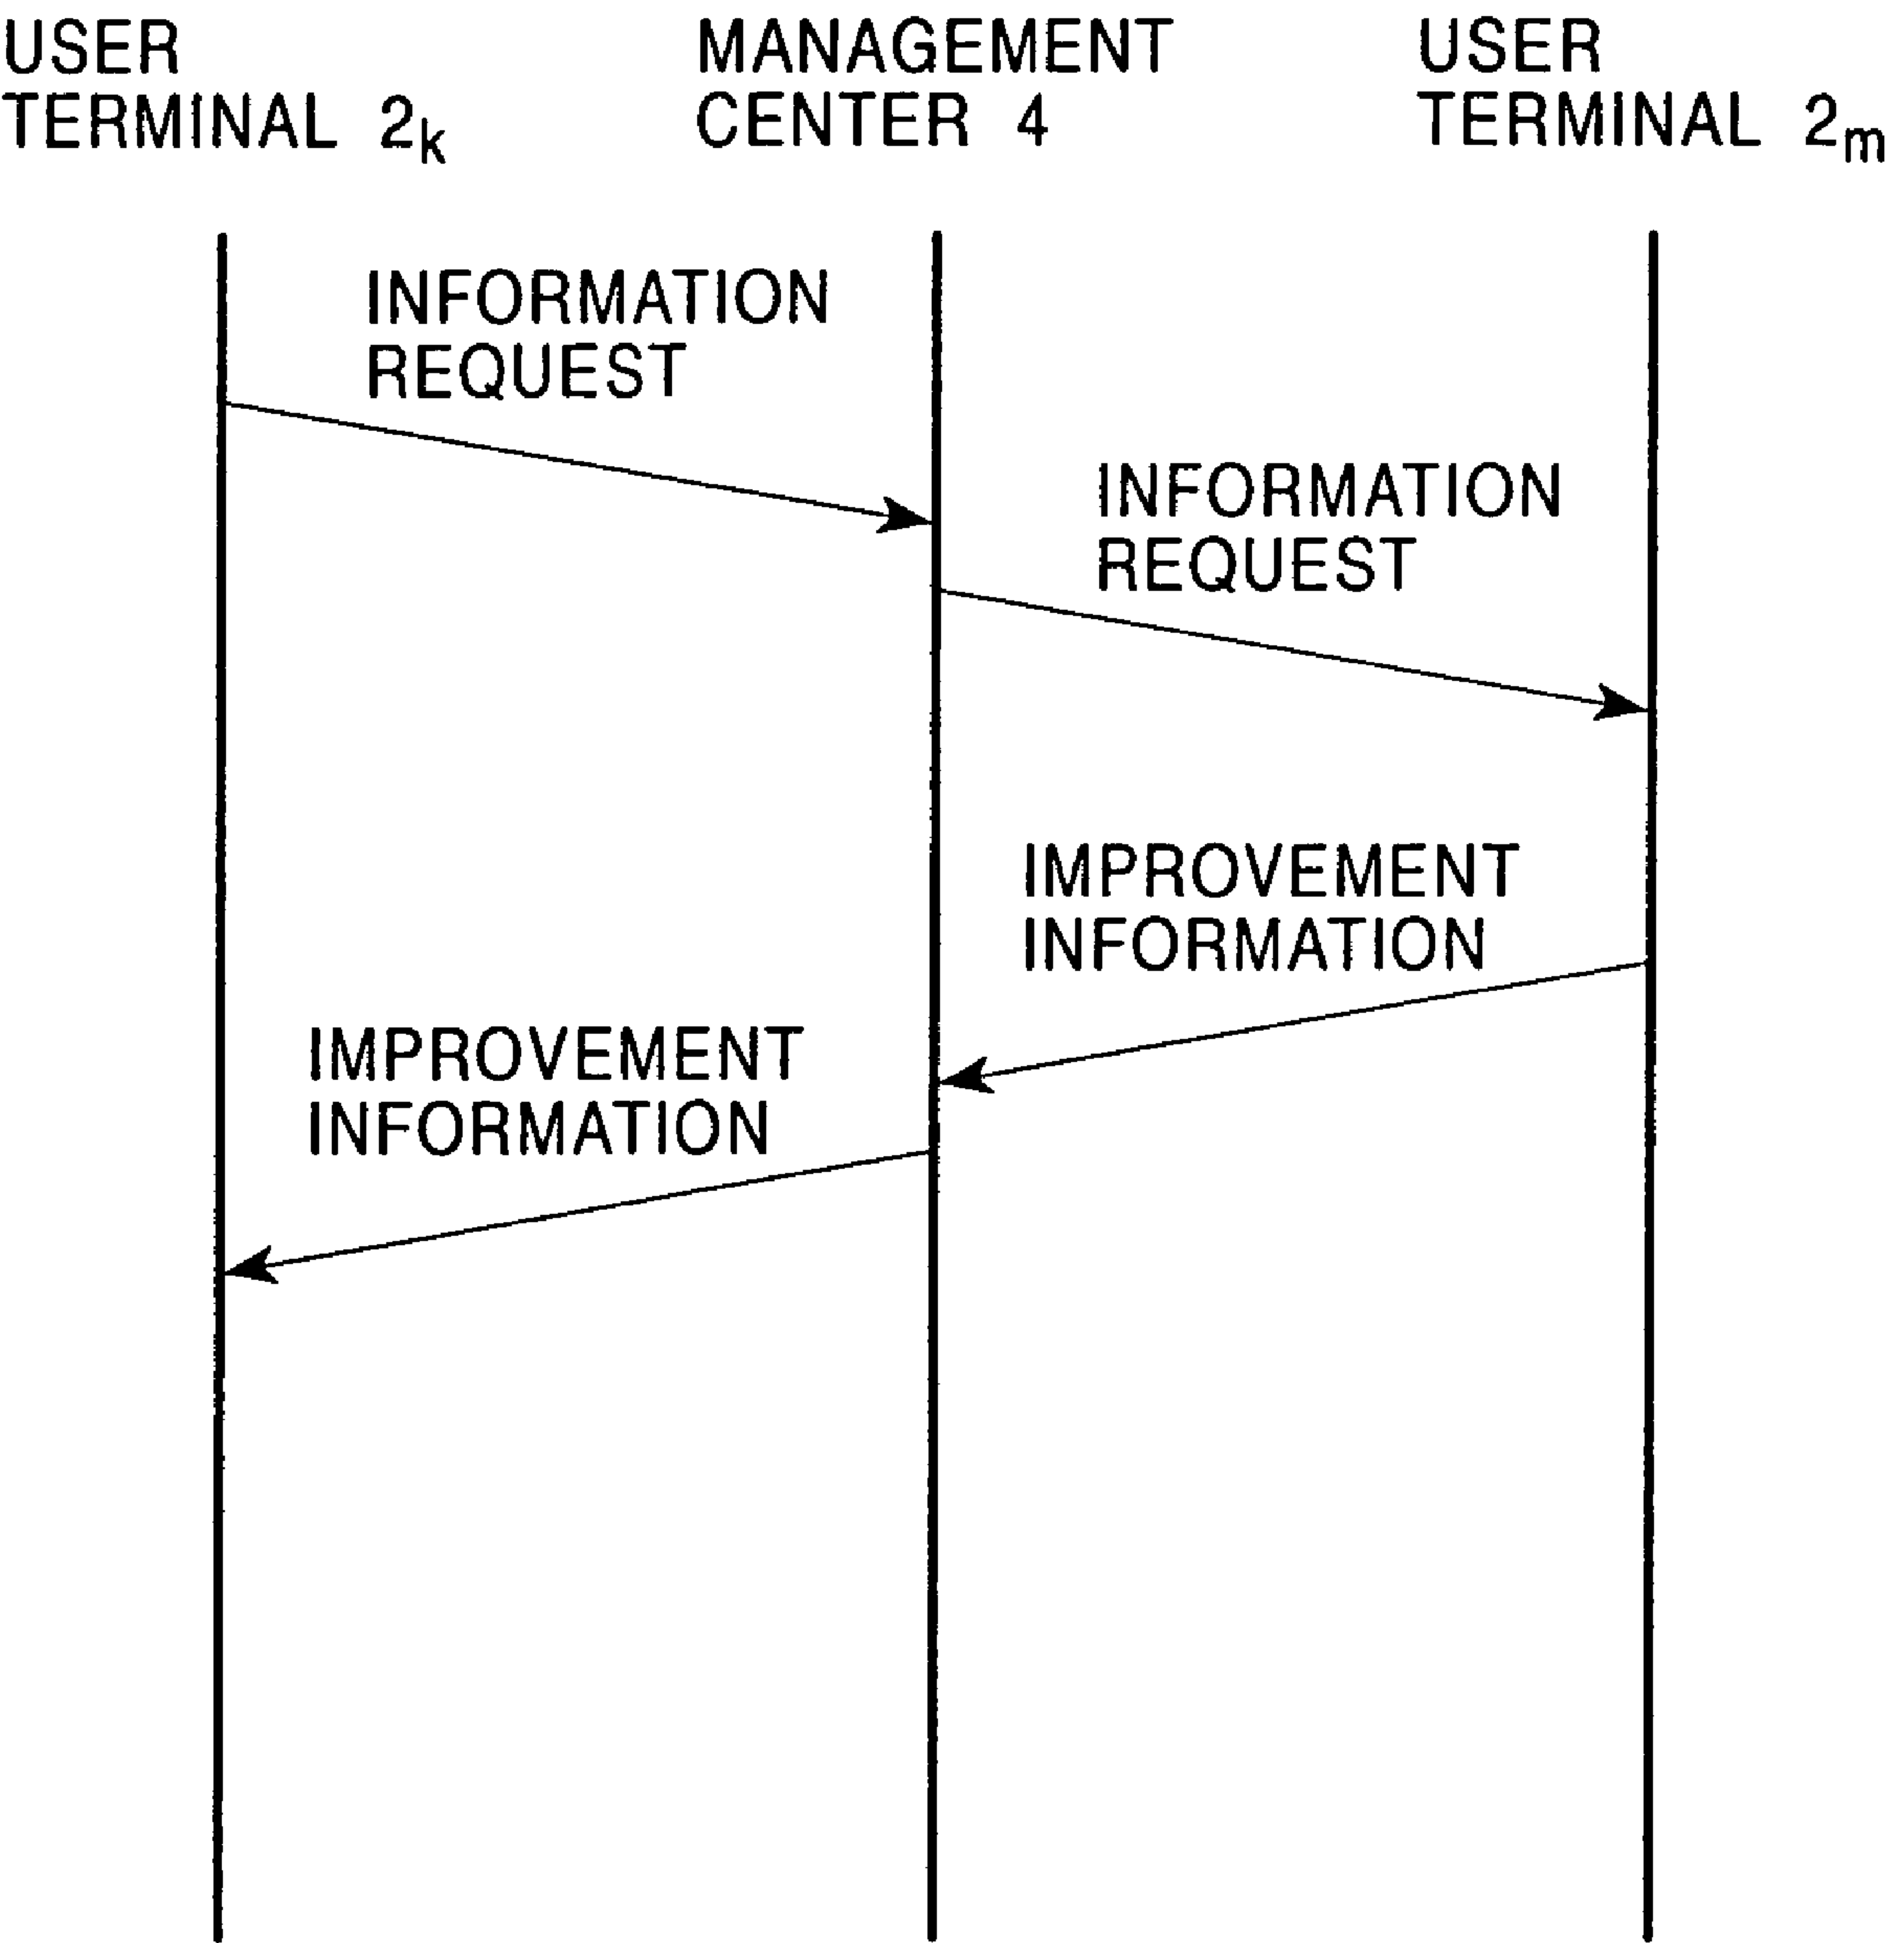 USER
TERMINAL 2k
MANAGEMENT
CENTER 4
USER
TERMINAL 2m
INFORMATION
REQUEST
INFORMATION
REQUEST
IMPROVEMENT
INFORMATION
IMPROVEMENT
INFORMATION